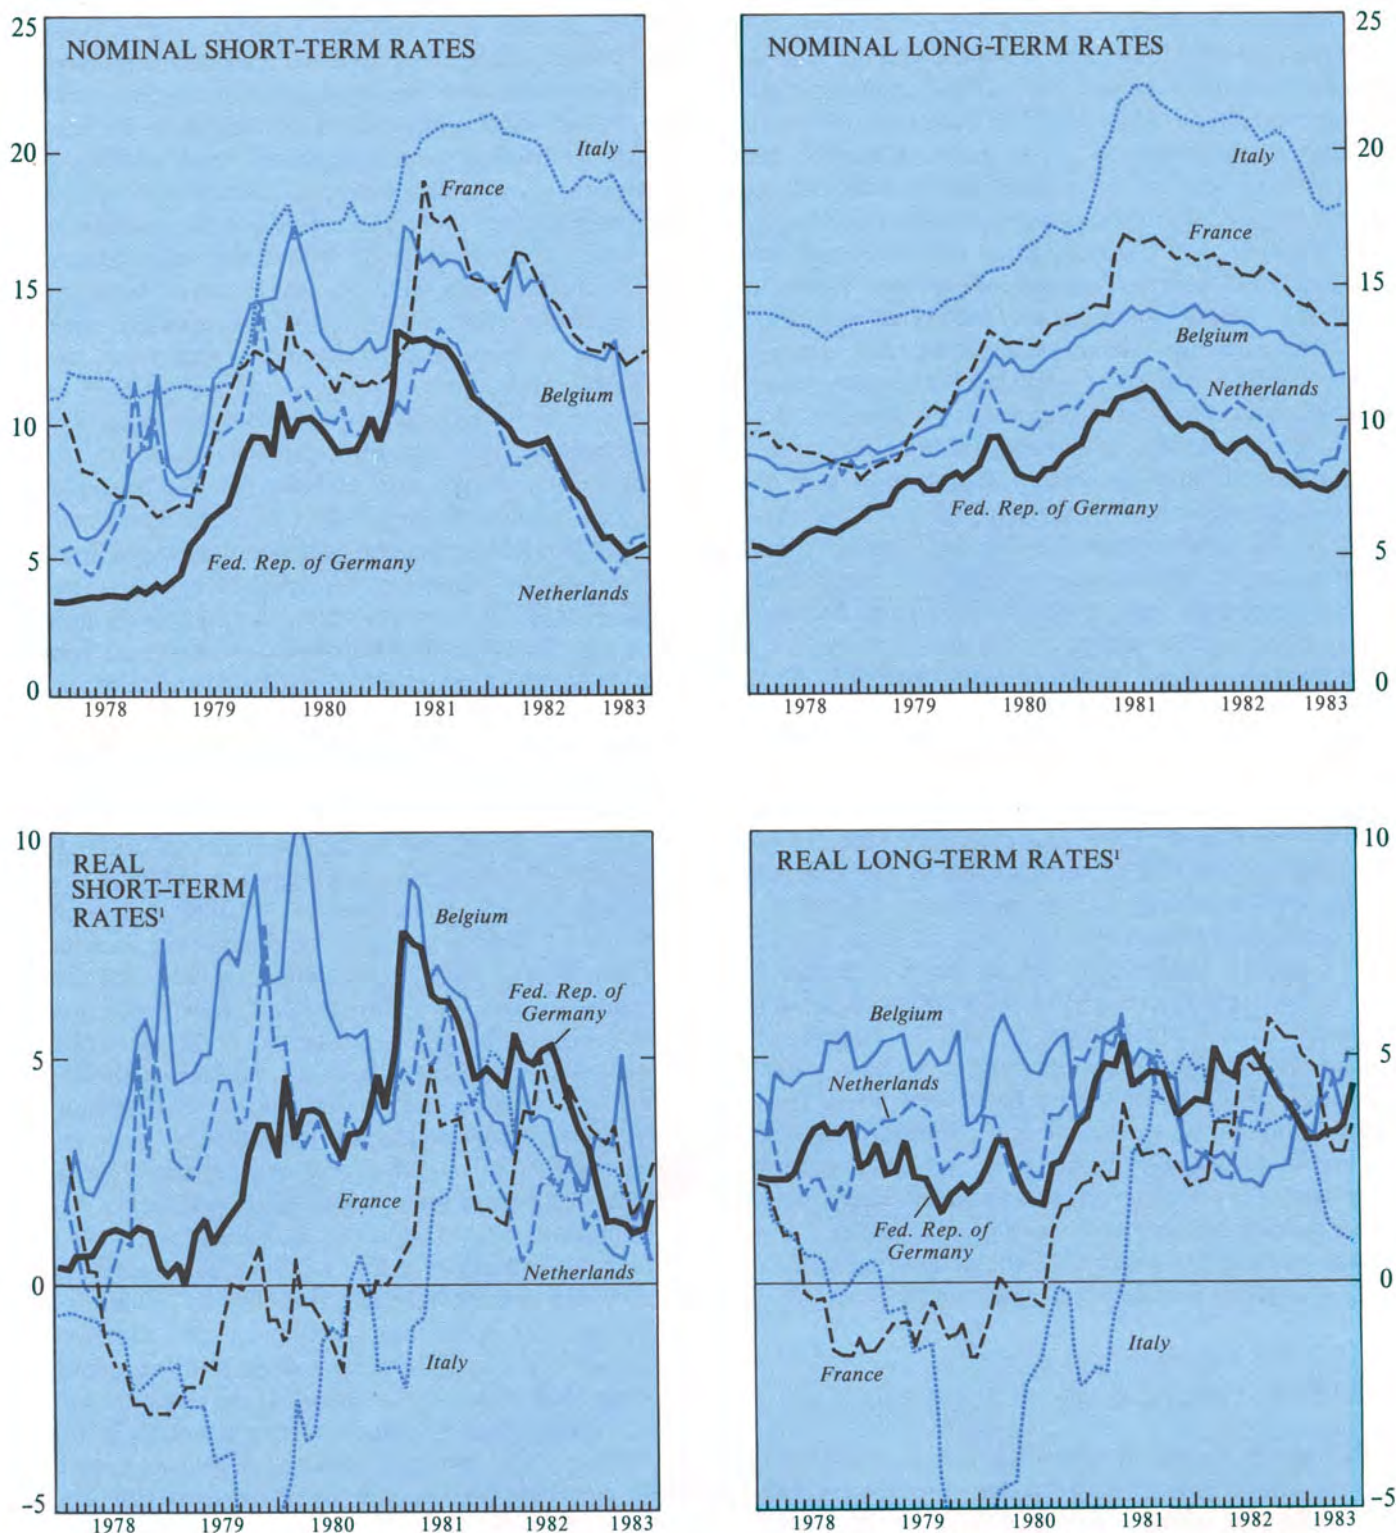 NOMINAL SHORT-TERM RATES
25
20
15
10
5
0
Italy
France
Belgium
Fed. Rep. of Germany
Netherlands
1978
1979
1980
1981
1982
1983
NOMINAL LONG-TERM RATES
25
20
15
10
5
0
Italy
France
Belgium
Netherlands
Fed. Rep. of Germany
1978
1979
1980
1981
1982
1983
REAL
SHORT-TERM
RATES¹
10
5
0
-5
Belgium
Fed. Rep. of
Germany
France
Netherlands
Italy
1978
1979
1980
1981
1982
1983
REAL LONG-TERM RATES¹
10
5
0
-5
Belgium
Netherlands
Fed. Rep. of
Germany
Italy
France
1978
1979
1980
1981
1982
1983